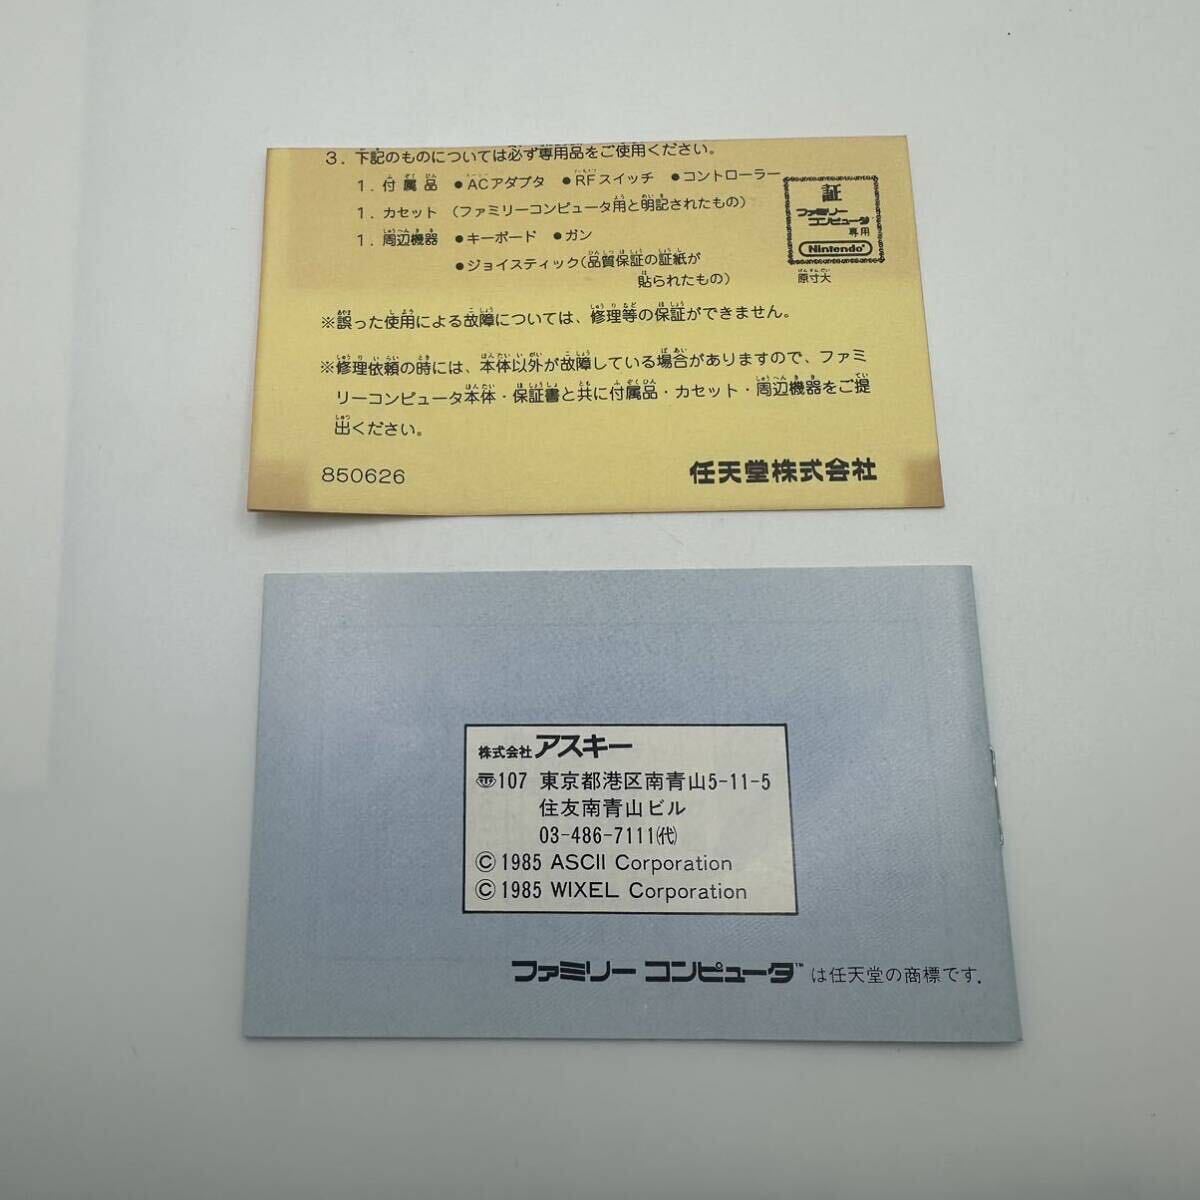 3. 下記のものについては必ず専用品をご使用ください。
1. 付属品 ●ACアダプタ ●RFスイッチ ●コントローラー
1. カセット (ファミリーコンピュータ用と明記されたもの)
1. 周辺機器 ●キーボード ●ガン
●ジョイスティック(品質保証の証紙が
貼られたもの)
証
ファミリー
コンピュータ
専用
Nintendo
原寸大
※誤った使用による故障については、修理等の保証ができません。
※修理依頼の時には、本体以外が故障している場合がありますので、ファミ
リーコンピュータ本体・保証書と共に付属品・カセット・周辺機器をご提
出ください。
850626 任天堂株式会社
株式会社アスキー
〒107 東京都港区南青山5-11-5
住友南青山ビル
03-486-7111(代)
©1985 ASCII Corporation
©1985 WIXEL Corporation
ファミリー コンピュータ™は任天堂の商標です.